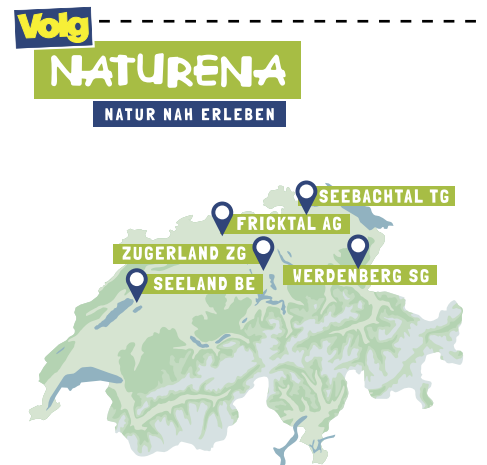 Volg
NATURENA
NATUR NAH ERLEBEN
SEEBACHTAL TG
FRICKTAL AG
ZUGERLAND ZG
WERDENBERG SG
SEELAND BE